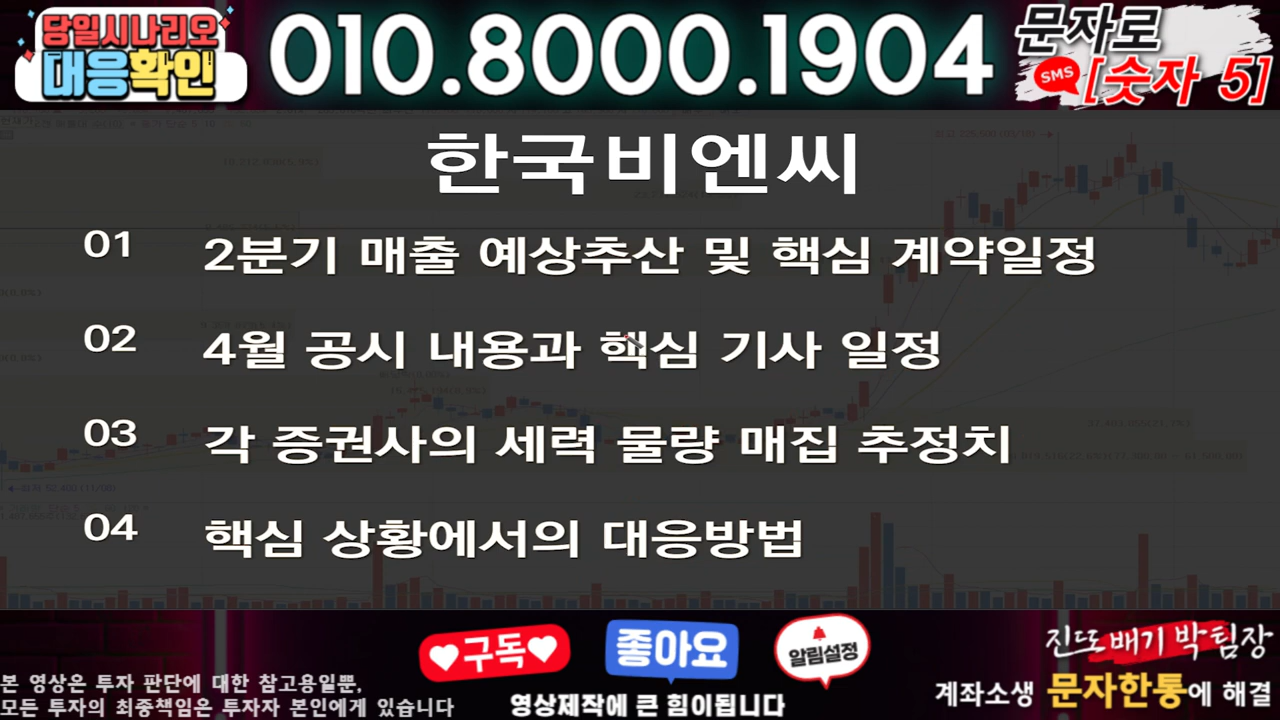 당일시나리오
대응확인
010.8000.1904
문자로
SMS [숫자 5]
한국비엔씨
01 2분기 매출 예상추산 및 핵심 계약일정
02 4월 공시 내용과 핵심 기사 일정
03 각 증권사의 세력 물량 매집 추정치
04 핵심 상황에서의 대응방법
구독
좋아요
알림설정
영상제작에 큰 힘이됩니다
본 영상은 투자 판단에 대한 참고용일뿐,
모든 투자의 최종책임은 투자자 본인에게 있습니다
진또배기 박팀장
계좌소생 문자한통에 해결